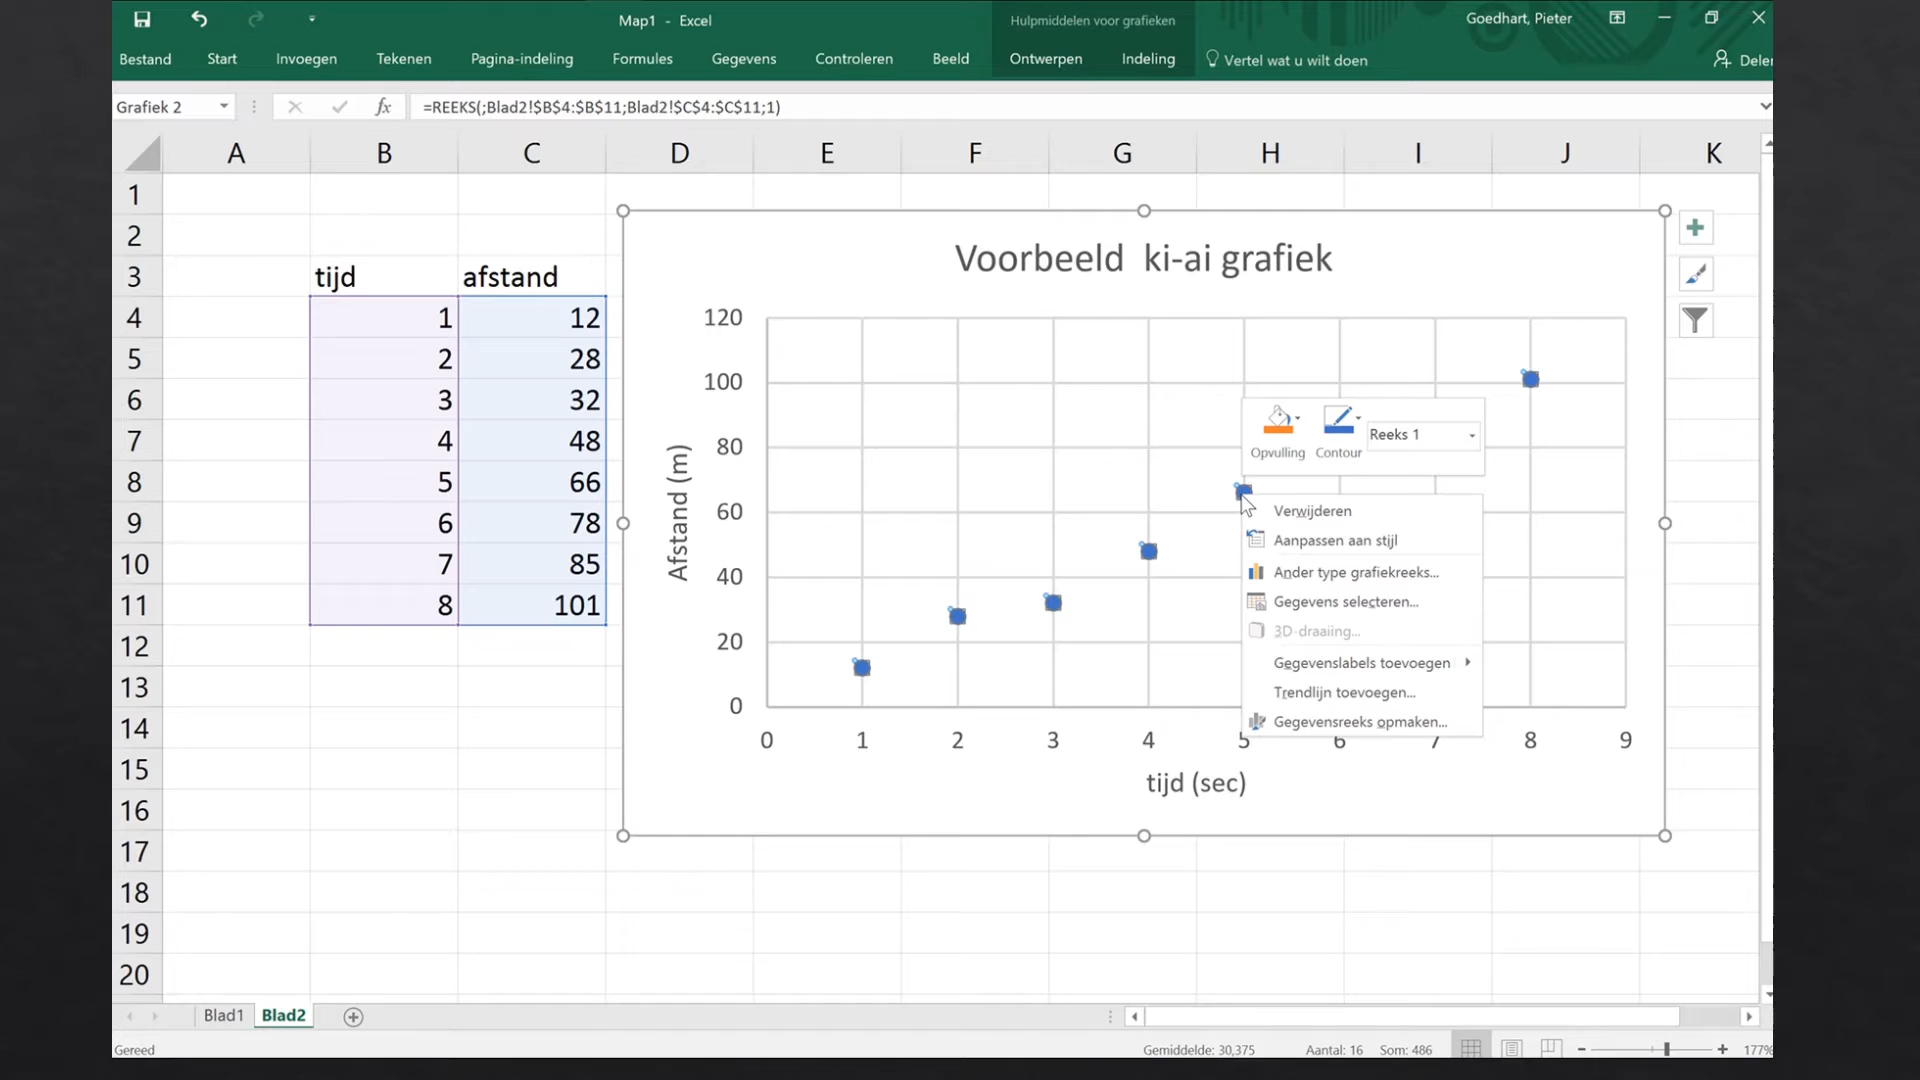 Map1 - Excel
Hulpmiddelen voor grafieken
Goedhart, Pieter
Bestand Start Invoegen Tekenen Pagina-indeling Formules Gegevens Controleren Beeld Ontwerpen Indeling Vertel wat u wilt doen
Grafiek 2 fx =REEKS(;Blad2!$B$4:$B$11;Blad2!$C$4:$C$11;1)
A B C D E F G H I J K
1
2
3 tijd afstand
4 1 12
5 2 28
6 3 32
7 4 48
8 5 66
9 6 78
10 7 85
11 8 101
12
13
14
15
16
17
18
19
20
Voorbeeld ki-ai grafiek
120
100
80
60
40
20
0
Afstand (m)
0 1 2 3 4 5 6 7 8 9
tijd (sec)
Opvulling Contour Reeks 1
Verwijderen
Aanpassen aan stijl
Ander type grafiekreeks...
Gegevens selecteren...
3D-draaiing...
Gegevenslabels toevoegen
Trendlijn toevoegen...
Gegevensreeks opmaken...
Blad1 Blad2
Gereed Gemiddelde: 30,375 Aantal: 16 Som: 486 177%